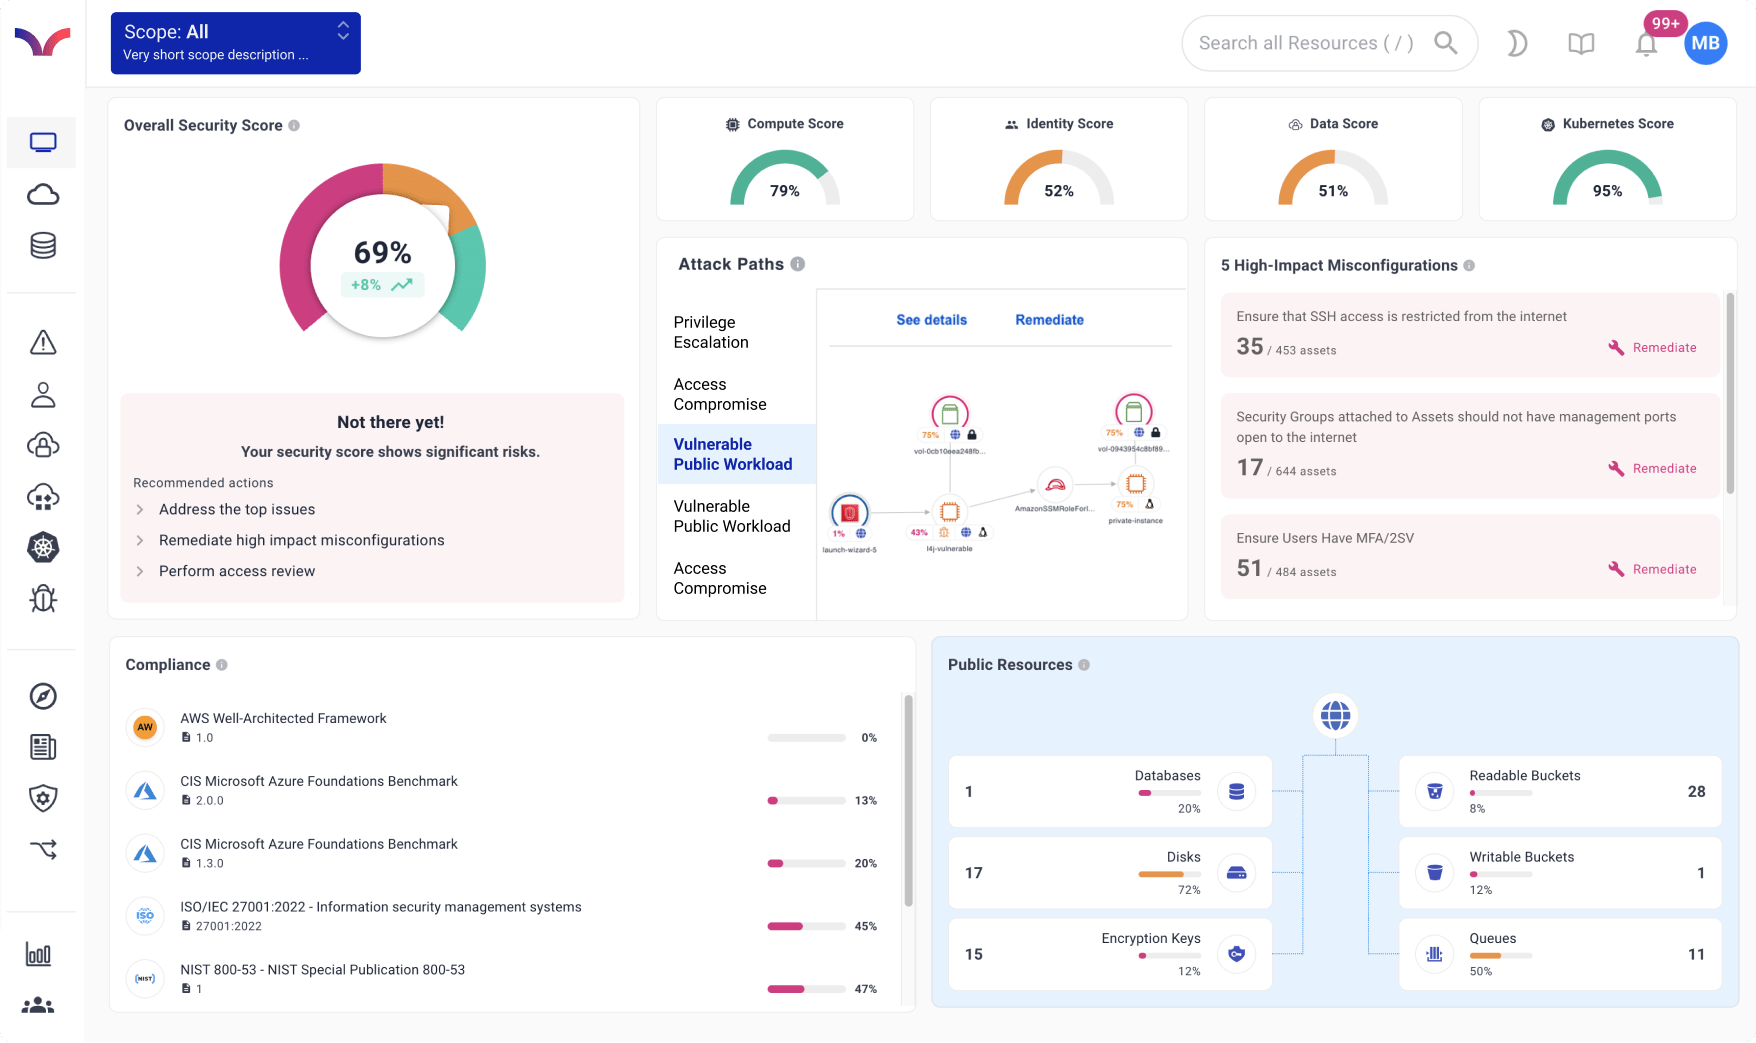 Scope: All
Very short scope description ...
Search all Resources ( / )
99+
MB
Overall Security Score
69%
+8%
Not there yet!
Your security score shows significant risks.
Recommended actions
Address the top issues
Remediate high impact misconfigurations
Perform access review
Compute Score
79%
Identity Score
52%
Data Score
51%
Kubernetes Score
95%
Attack Paths
Privilege
Escalation
Access
Compromise
Vulnerable
Public Workload
Vulnerable
Public Workload
Access
Compromise
See details
Remediate
75%
vol-0cb10eea248fb...
75%
vol-0943954c8bf89...
1%
launch-wizard-5
43%
l4j-vulnerable
AmazonSSMRoleForI...
75%
private-instance
5 High-Impact Misconfigurations
Ensure that SSH access is restricted from the internet
35 / 453 assets
Remediate
Security Groups attached to Assets should not have management ports
open to the internet
17 / 644 assets
Remediate
Ensure Users Have MFA/2SV
51 / 484 assets
Remediate
Compliance
AW
AWS Well-Architected Framework
1.0
0%
CIS Microsoft Azure Foundations Benchmark
2.0.0
13%
CIS Microsoft Azure Foundations Benchmark
1.3.0
20%
ISO
ISO/IEC 27001:2022 - Information security management systems
27001:2022
45%
NIST
NIST 800-53 - NIST Special Publication 800-53
1
47%
Public Resources
1
Databases
20%
17
Disks
72%
15
Encryption Keys
12%
Readable Buckets
8%
28
Writable Buckets
12%
1
Queues
50%
11